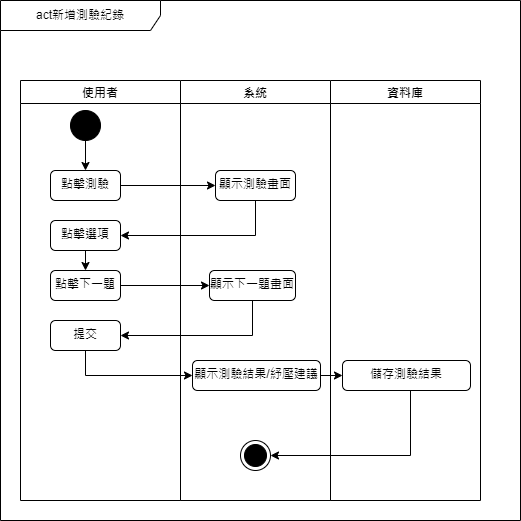 act新增測驗紀錄
使用者
系統
資料庫
點擊測驗
顯示測驗畫面
點擊選項
點擊下一題
顯示下一題畫面
提交
顯示測驗結果/紓壓建議
儲存測驗結果